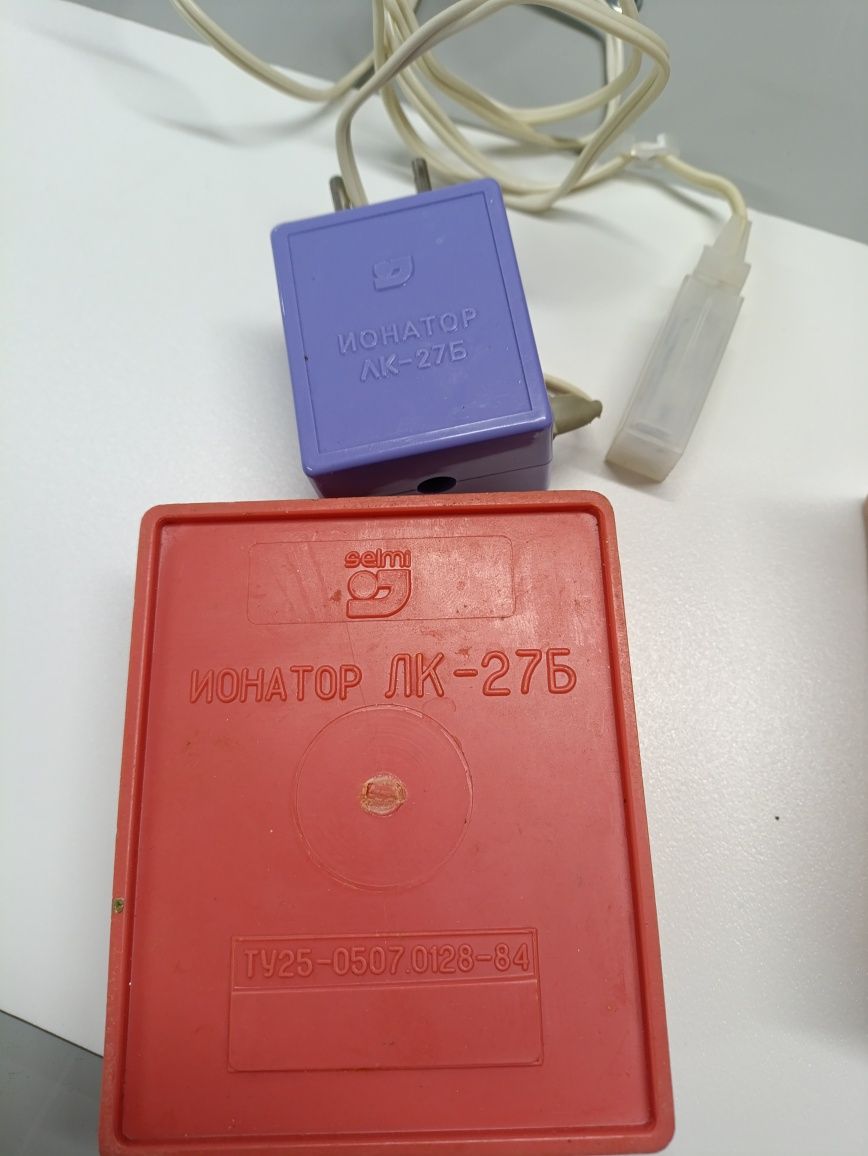 ИОНАТОР
ЛК-27Б
selmi
ИОНАТОР ЛК-27Б
ТУ25-0507.0128-84